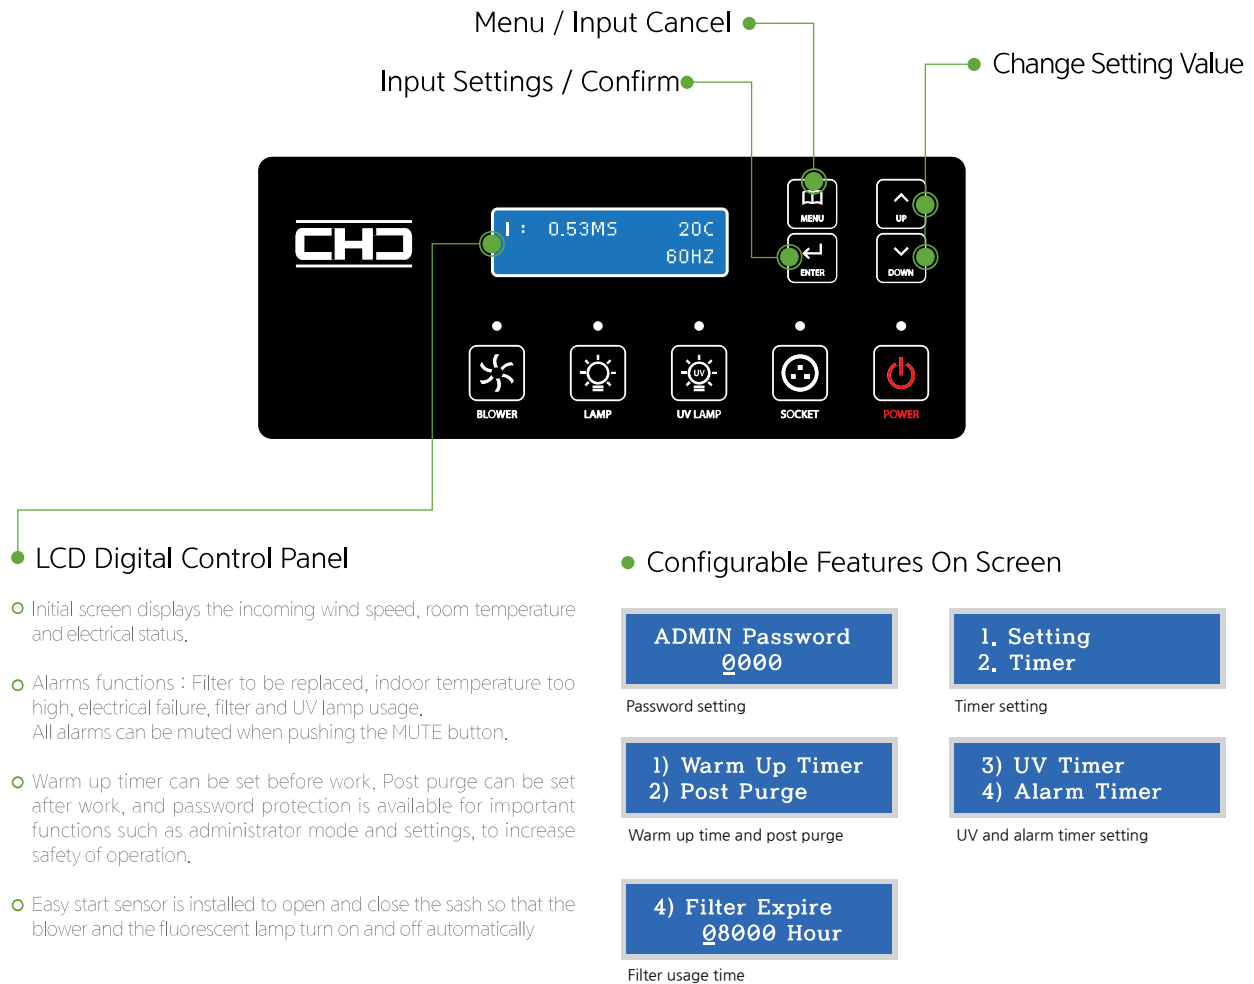 Menu / Input Cancel
Input Settings / Confirm
Change Setting Value
CHC
I : 0.53MS 20C
60HZ
MENU
UP
ENTER
DOWN
BLOWER
LAMP
UV
UV LAMP
SOCKET
POWER
LCD Digital Control Panel
Initial screen displays the incoming wind speed, room temperature
and electrical status.
Alarms functions : Filter to be replaced, indoor temperature too
high, electrical failure, filter and UV lamp usage.
All alarms can be muted when pushing the MUTE button.
Warm up timer can be set before work, Post purge can be set
after work, and password protection is available for important
functions such as administrator mode and settings, to increase
safety of operation.
Easy start sensor is installed to open and close the sash so that the
blower and the fluorescent lamp turn on and off automatically
Configurable Features On Screen
ADMIN Password
0000
Password setting
1. Setting
2. Timer
Timer setting
1) Warm Up Timer
2) Post Purge
Warm up time and post purge
3) UV Timer
4) Alarm Timer
UV and alarm timer setting
4) Filter Expire
08000 Hour
Filter usage time